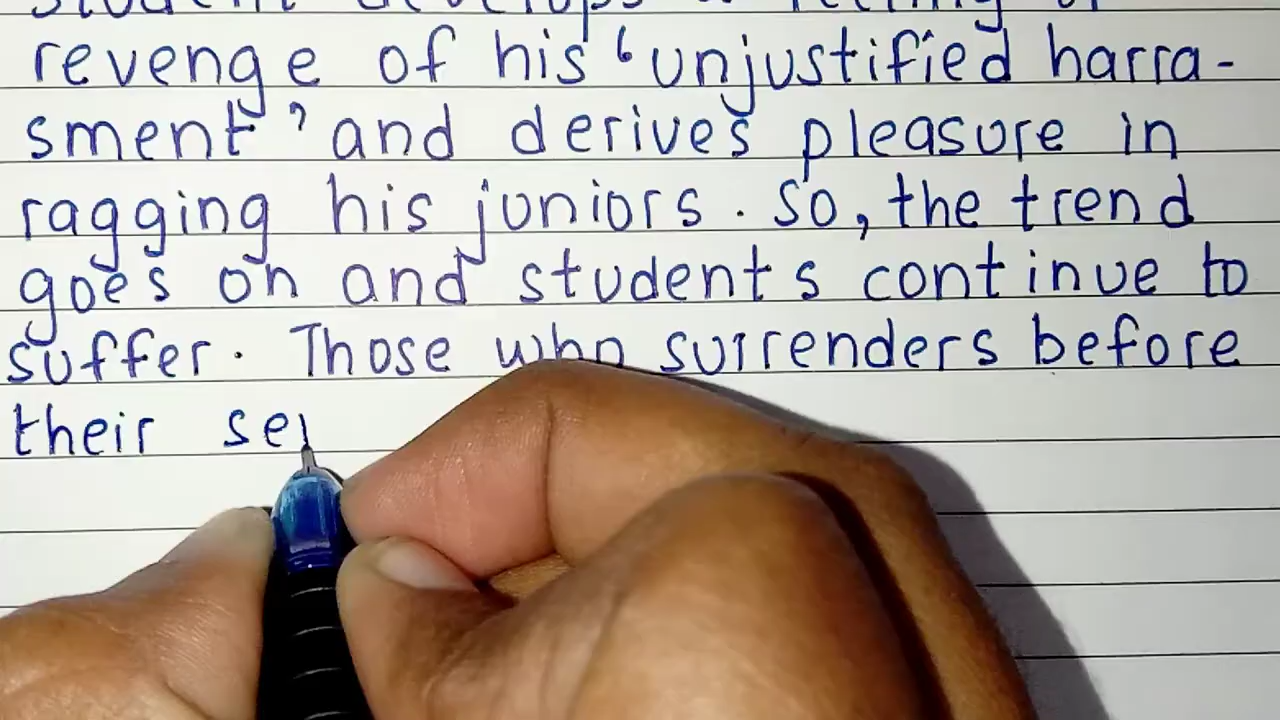 revenge of his 'unjustified harra-
sment' and derives pleasure in
ragging his juniors. So, the trend
goes on and students continue to
suffer. Those who surrenders before
their